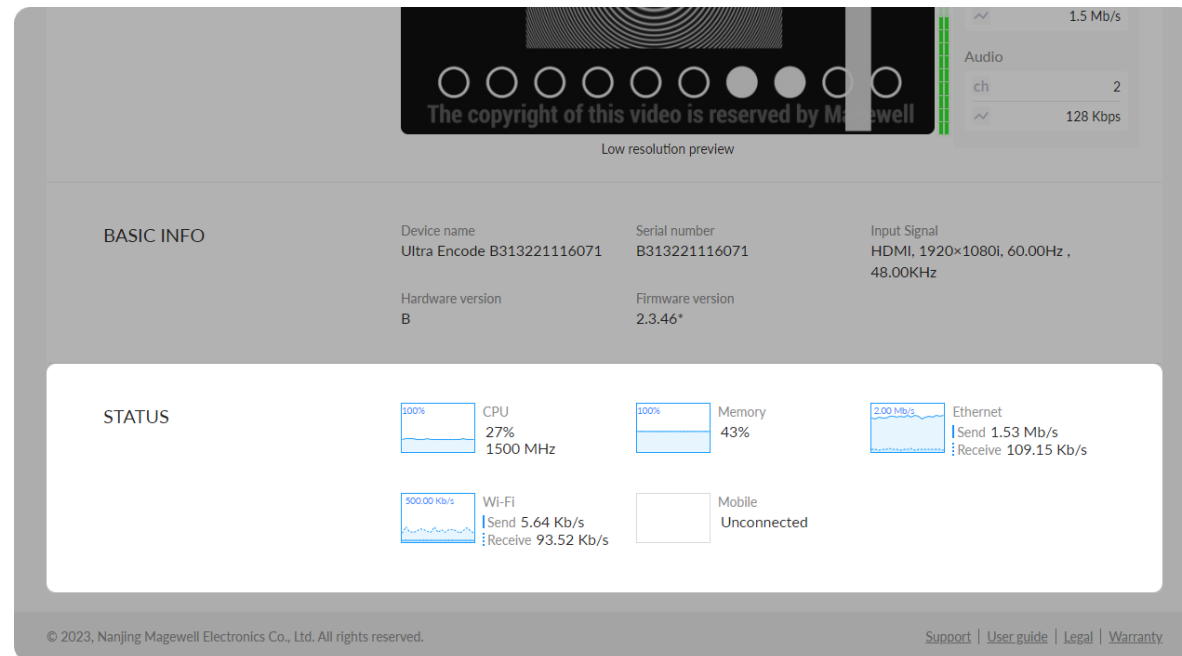 1.5 Mb/s
Audio
ch 2
128 Kbps
The copyright of this video is reserved by Magewell
Low resolution preview
BASIC INFO
Device name
Ultra Encode B313221116071
Serial number
B313221116071
Input Signal
HDMI, 1920×1080i, 60.00Hz ,
48.00KHz
Hardware version
B
Firmware version
2.3.46*
STATUS
100%
CPU
27%
1500 MHz
100%
Memory
43%
2.00 Mb/s
Ethernet
Send 1.53 Mb/s
Receive 109.15 Kb/s
500.00 Kb/s
Wi-Fi
Send 5.64 Kb/s
Receive 93.52 Kb/s
Mobile
Unconnected
© 2023, Nanjing Magewell Electronics Co., Ltd. All rights reserved.
Support | User guide | Legal | Warranty